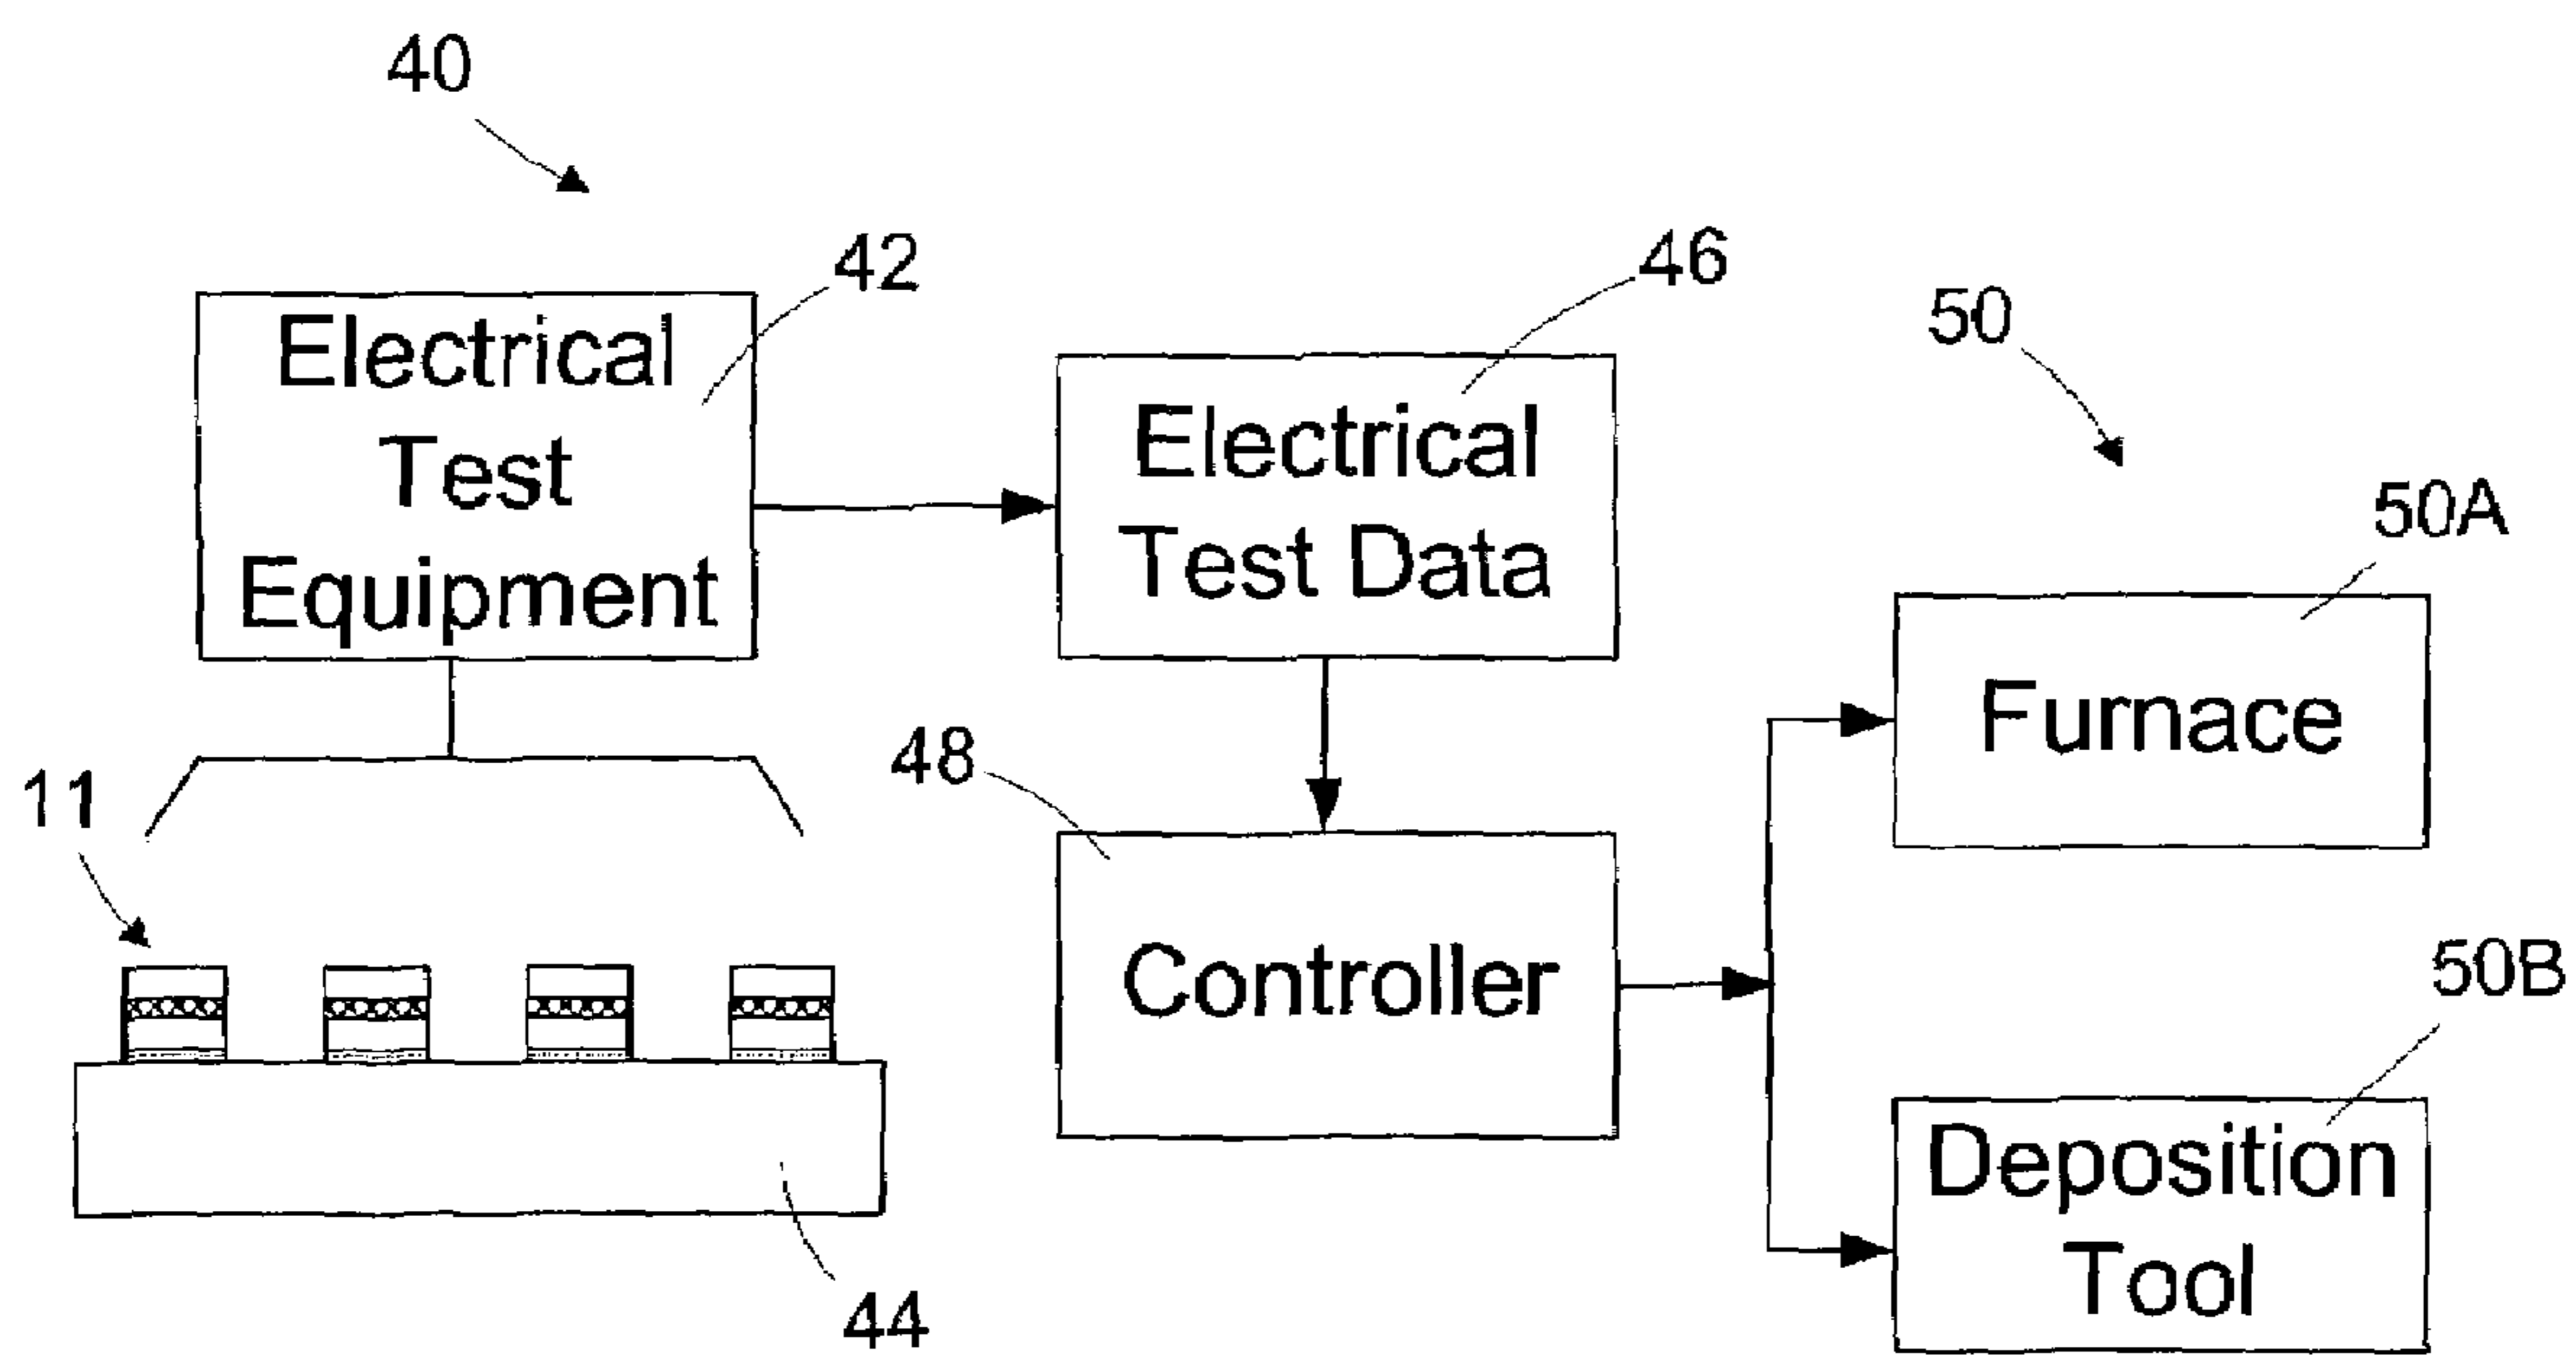 40
42
Electrical
Test
Equipment
46
Electrical
Test Data
50
50A
Furnace
11
48
Controller
50B
Deposition
Tool
44